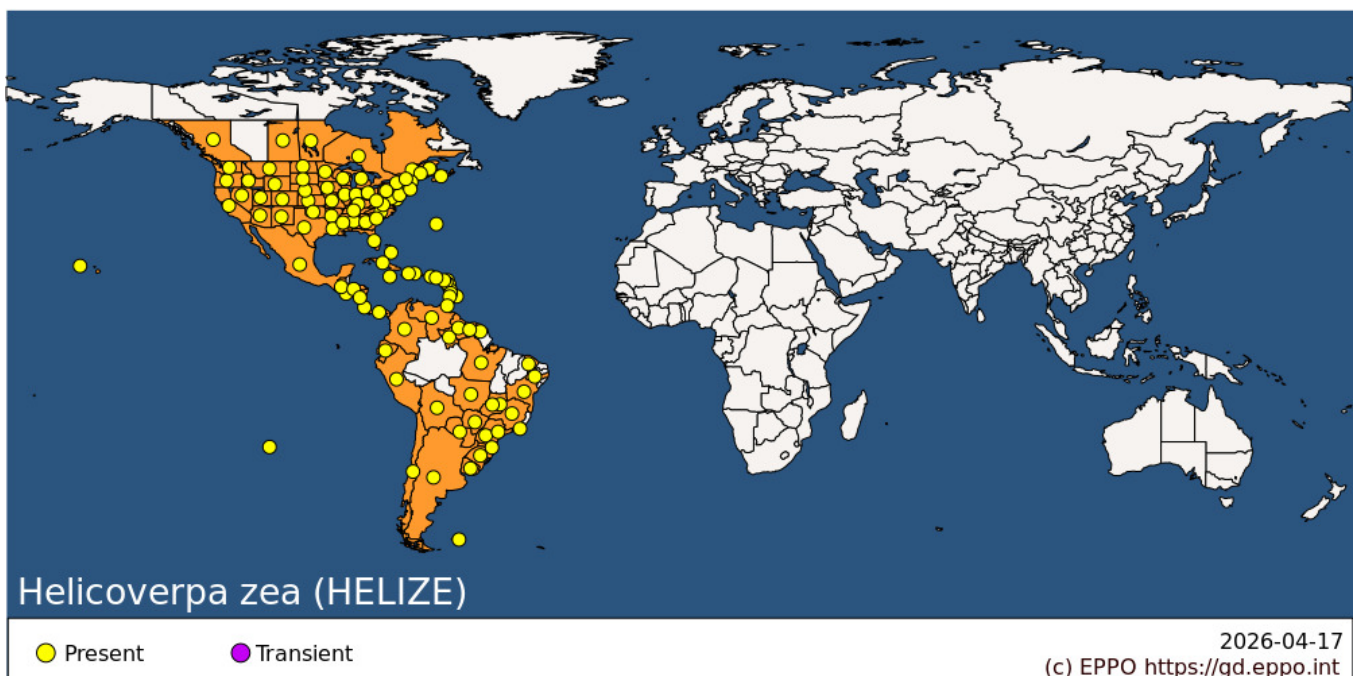 Helicoverpa zea (HELIZE)
Present
Transient
2026-04-17
(c) EPPO https://gd.eppo.int